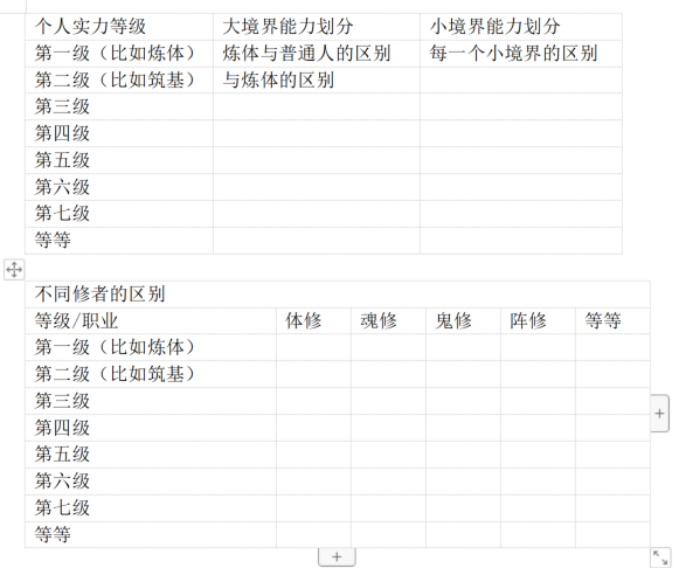 个人实力等级 大境界能力划分 小境界能力划分
第一级（比如炼体） 炼体与普通人的区别 每一个小境界的区别
第二级（比如筑基） 与炼体的区别
第三级
第四级
第五级
第六级
第七级
等等
不同修者的区别
等级/职业 体修 魂修 鬼修 阵修 等等
第一级（比如炼体）
第二级（比如筑基）
第三级
第四级
第五级
第六级
第七级
等等